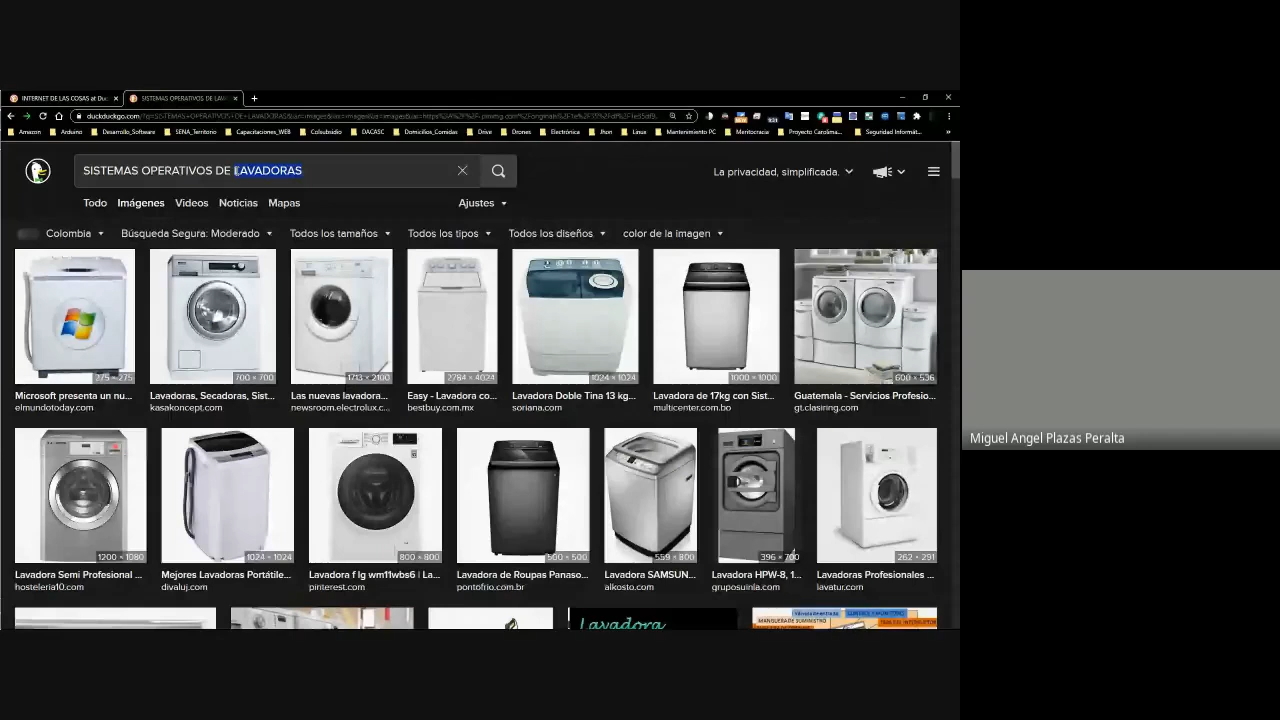 INTERNET DE LAS COSAS at Duc
SISTEMAS OPERATIVOS DE LAV
Amazon Arduino Desarrollo_Software SENA_Territorio Capacitaciones_WEB Colsubsidio DACASC Domicilios_Comidas Drive Drones Electrónica Jhon Linux Mantenimiento PC Meritocracia Proyecto Carolina... Seguridad Informát...
SISTEMAS OPERATIVOS DE LAVADORAS
La privacidad, simplificada.
Todo Imágenes Videos Noticias Mapas Ajustes
Colombia Búsqueda Segura: Moderado Todos los tamaños Todos los tipos Todos los diseños color de la imagen
275 × 275 700 × 700 1713 × 2100 2784 × 4024 1024 × 1024 1000 × 1000 600 × 536
Microsoft presenta un nu... Lavadoras, Secadoras, Sist... Las nuevas lavadora... Easy - Lavadora co... Lavadora Doble Tina 13 kg... Lavadora de 17kg con Sist... Guatemala - Servicios Profesio...
elmundotoday.com kasakoncept.com newsroom.electrolux.c... bestbuy.com.mx soriana.com multicenter.com.bo gt.clasiring.com
1200 × 1080 1024 × 1024 800 × 800 500 × 500 559 × 800 396 × 700 262 × 291
Lavadora Semi Profesional ... Mejores Lavadoras Portátile... Lavadora f lg wm11wbs6 | La... Lavadora de Roupas Panaso... Lavadora SAMSUN... Lavadora HPW-8, 1... Lavadoras Profesionales ...
hosteleria10.com divaluj.com pinterest.com pontofrio.com.br alkosto.com gruposuinla.com lavatur.com
Lavadora
MANGUERA DE SUMINISTRO
Miguel Angel Plazas Peralta